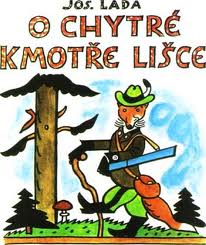 JOS. LADA
O CHYTRÉ
KMOTŘE LIŠCE